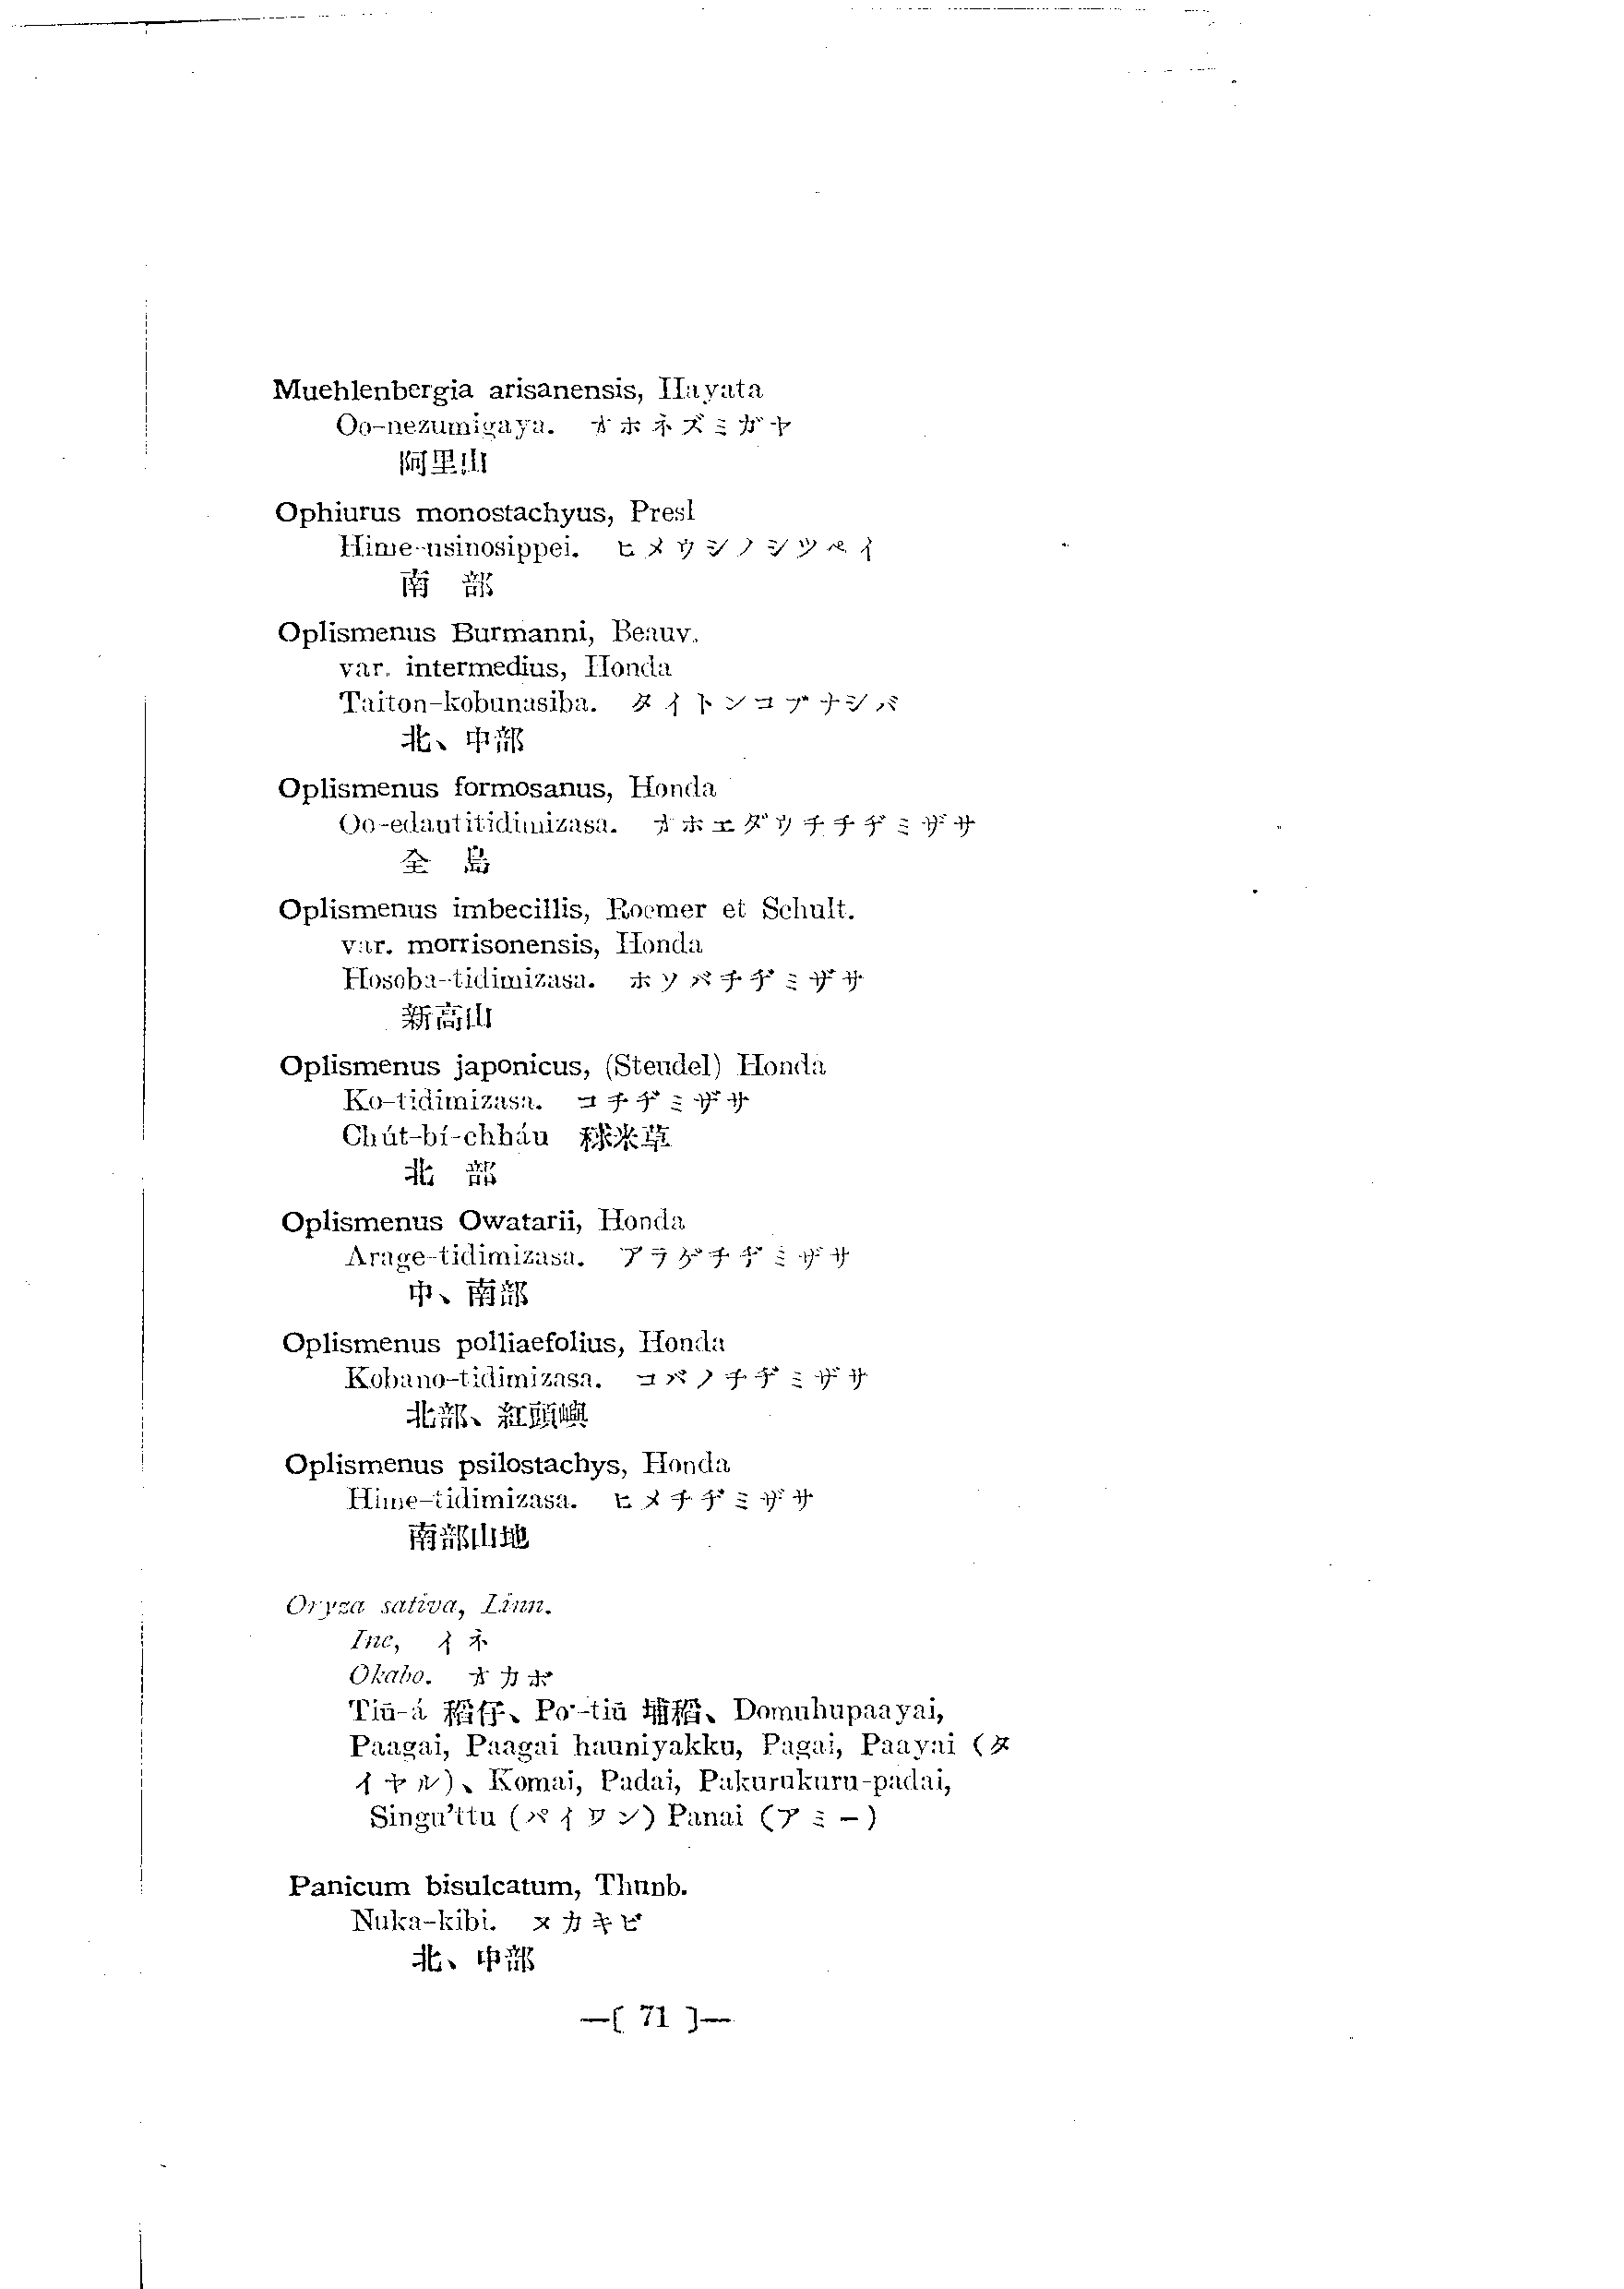 Muehlenbergia arisanensis, Hayata
Oo-nezumigaya. オホネズミガヤ
阿里山
Ophiurus monostachyus, Presl
Hime-usinosippei. ヒメウシノシツペイ
南 部
Oplismenus Burmanni, Beauv.
var. intermedius, Honda
Taiton-kobunasiba. タイトンコブナシバ
北、中部
Oplismenus formosanus, Honda
Oo-edautitidimizasa. オホエダウチチヂミザサ
全 島
Oplismenus imbecillis, Roemer et Schult.
var. morrisonensis, Honda
Hosoba-tidimizasa. ホソバチヂミザサ
新高山
Oplismenus japonicus, (Steudel) Honda
Ko-tidimizasa. コチヂミザサ
Chút-bí-chháu 秫米草
北 部
Oplismenus Owatarii, Honda
Arage-tidimizasa. アラゲチヂミザサ
中、南部
Oplismenus polliaefolius, Honda
Kobano-tidimizasa. コバノチヂミザサ
北部、紅頭嶼
Oplismenus psilostachys, Honda
Hime-tidimizasa. ヒメチヂミザサ
南部山地
Oryza sativa, Linn.
Ine, イネ
Okabo. オカボ
Tiū-á 稻仔、Po·-tiū 埔稻、Domuhupaayai,
Paagai, Paagai hauniyakku, Pagai, Paayai (タ
イヤル)、Komai, Padai, Pakurukuru-padai,
Singu'ttu (パイワン) Panai (アミー)
Panicum bisulcatum, Thunb.
Nuka-kibi. ヌカキビ
北、中部
—[ 71 ]—